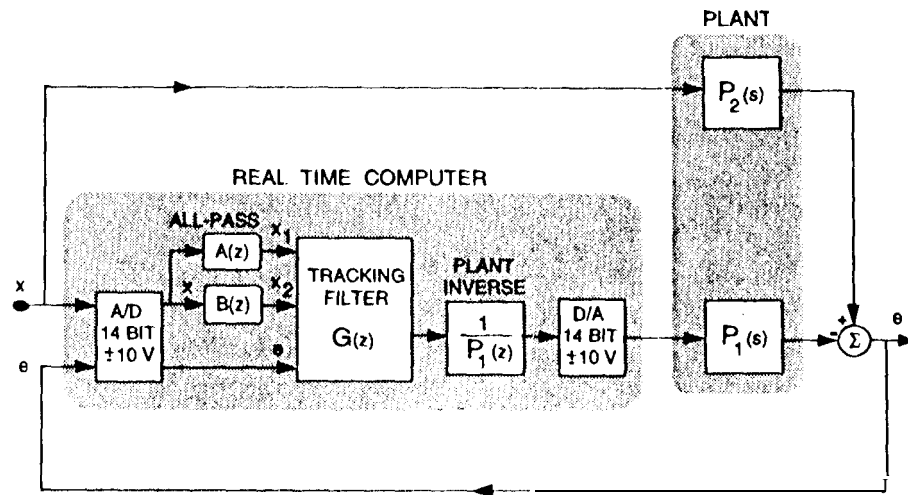 PLANT
P2(s)
REAL TIME COMPUTER
ALL-PASS
A(z)
x1
x
x
B(z)
x2
A/D
14 BIT
±10 V
TRACKING
FILTER
G(z)
PLANT
INVERSE
1
P1(z)
D/A
14 BIT
±10 V
P1(s)
+
-
Σ
e
e
e